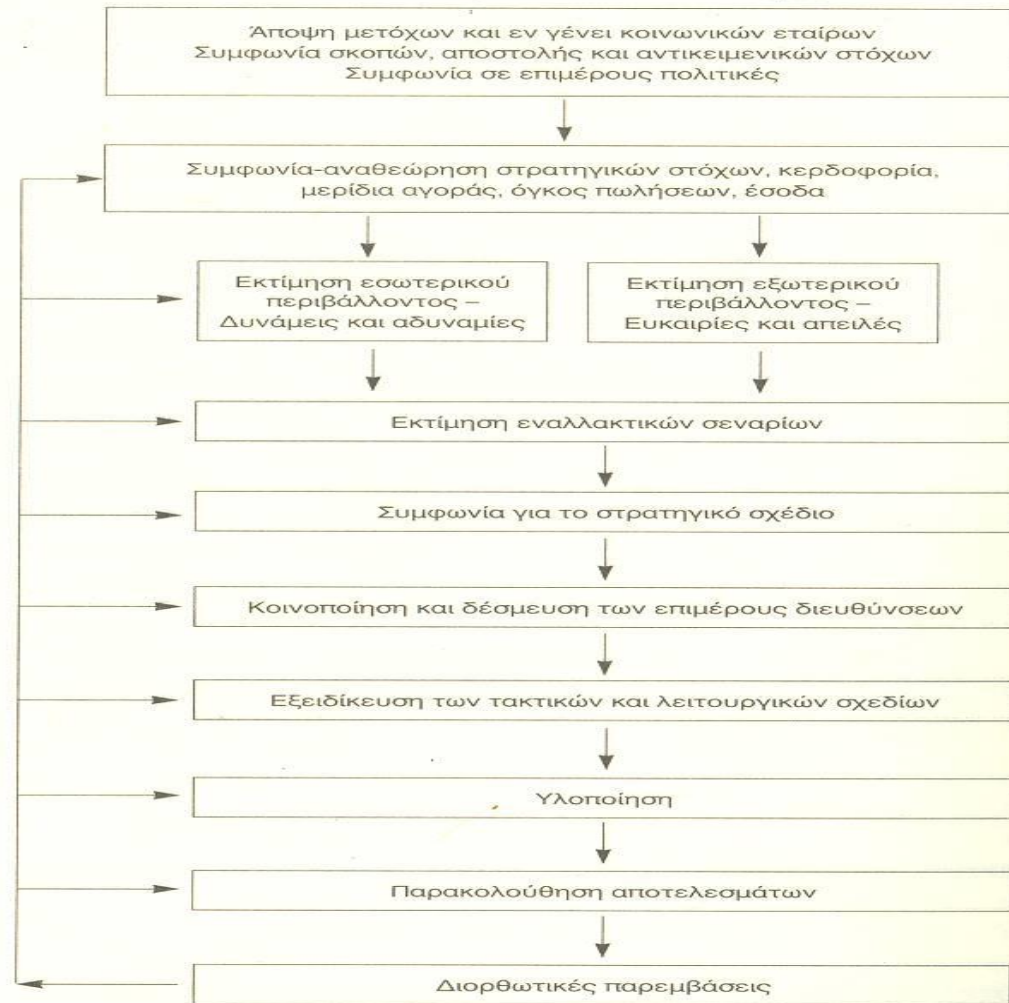 Άποψη μετόχων και εν γένει κοινωνικών εταίρων
Συμφωνία σκοπών, αποστολής και αντικειμενικών στόχων
Συμφωνία σε επιμέρους πολιτικές
Συμφωνία-αναθεώρηση στρατηγικών στόχων, κερδοφορία,
μερίδια αγοράς, όγκος πωλήσεων, έσοδα
Εκτίμηση εσωτερικού
περιβάλλοντος –
Δυνάμεις και αδυναμίες
Εκτίμηση εξωτερικού
περιβάλλοντος –
Ευκαιρίες και απειλές
Εκτίμηση εναλλακτικών σεναρίων
Συμφωνία για το στρατηγικό σχέδιο
Κοινοποίηση και δέσμευση των επιμέρους διευθύνσεων
Εξειδίκευση των τακτικών και λειτουργικών σχεδίων
Υλοποίηση
Παρακολούθηση αποτελεσμάτων
Διορθωτικές παρεμβάσεις